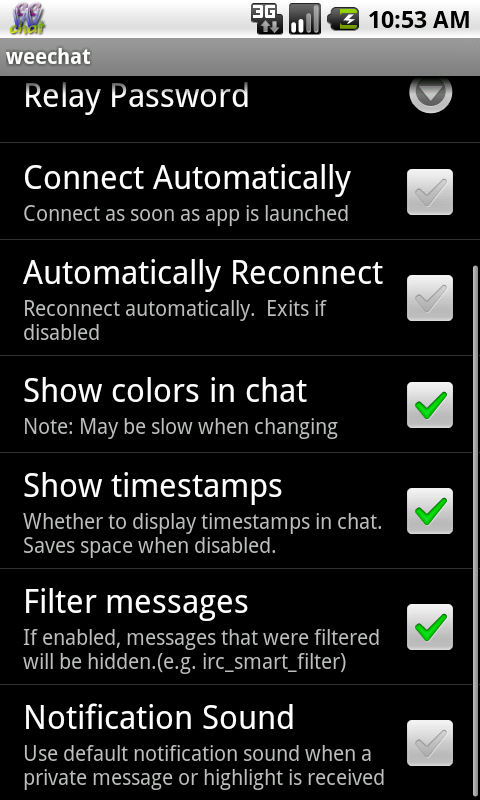 chat
3G
10:53 AM
weechat
Relay Password
Connect Automatically
Connect as soon as app is launched
Automatically Reconnect
Reconnect automatically.  Exits if
disabled
Show colors in chat
Note: May be slow when changing
Show timestamps
Whether to display timestamps in chat.
Saves space when disabled.
Filter messages
If enabled, messages that were filtered
will be hidden.(e.g. irc_smart_filter)
Notification Sound
Use default notification sound when a
private message or highlight is received